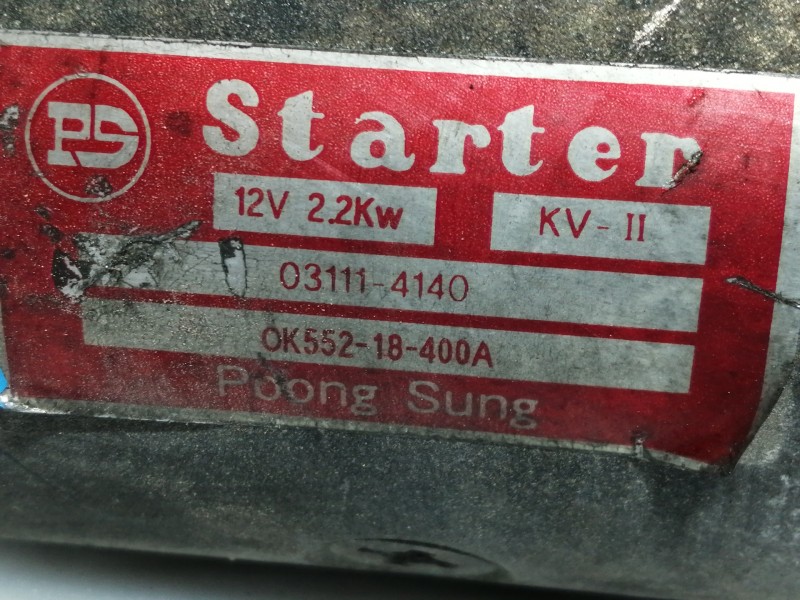 PS Starter
12V 2.2Kw KV-II
03111-4140
OK552-18-400A
Poong Sung